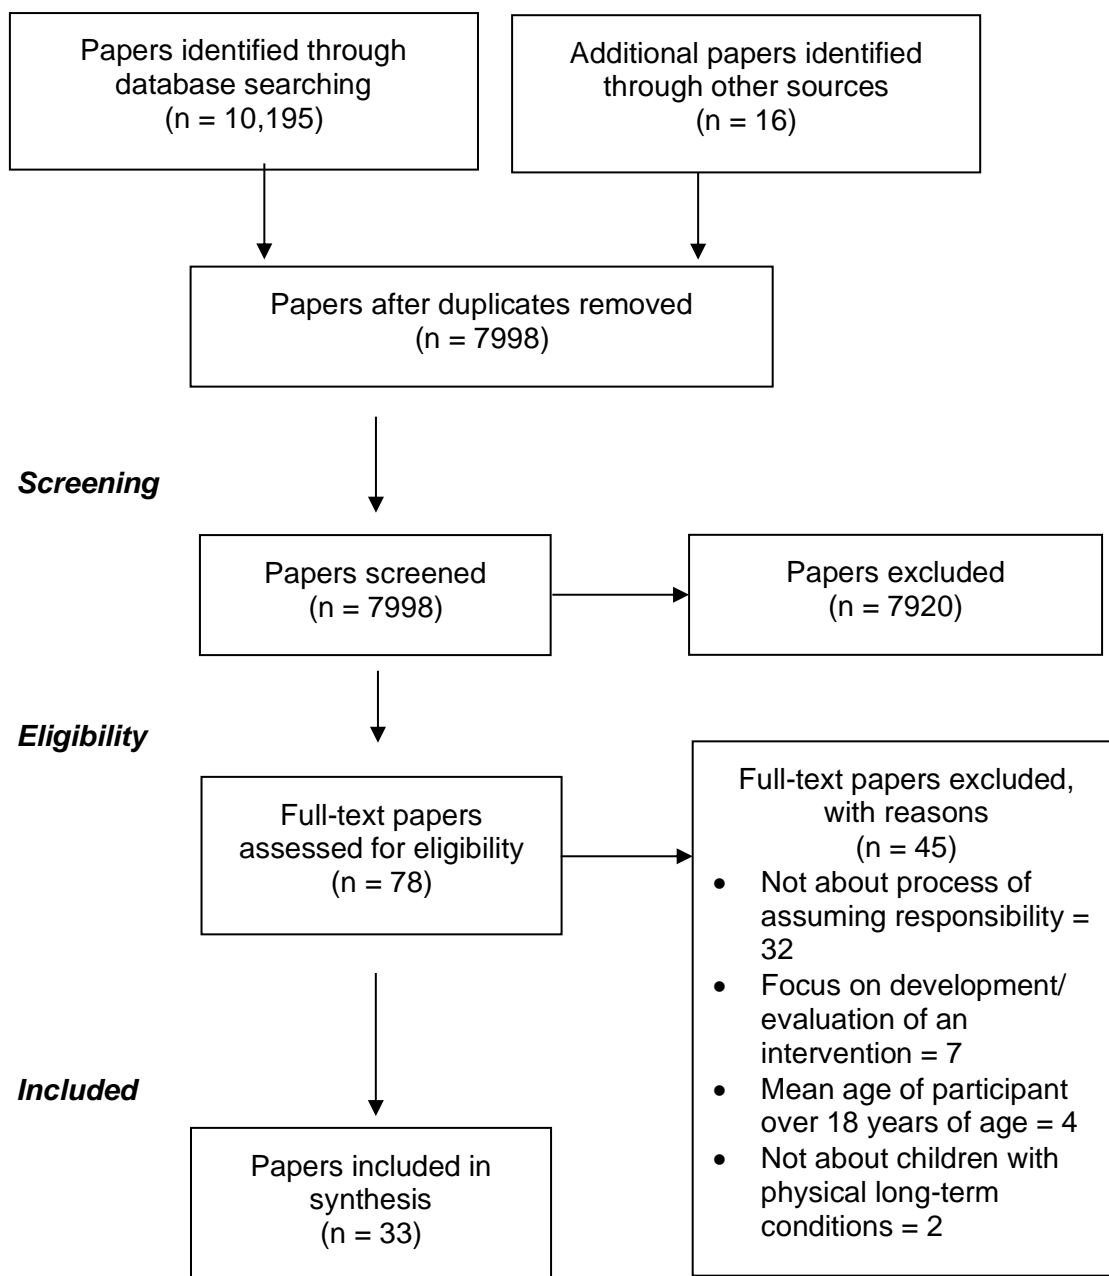 Papers identified through
database searching
(n = 10,195)
Additional papers identified
through other sources
(n = 16)
Papers after duplicates removed
(n = 7998)
Screening
Papers screened
(n = 7998)
Papers excluded
(n = 7920)
Eligibility
Full-text papers
assessed for eligibility
(n = 78)
Full-text papers excluded,
with reasons
(n = 45)
• Not about process of
assuming responsibility =
32
• Focus on development/
evaluation of an
intervention = 7
• Mean age of participant
over 18 years of age = 4
• Not about children with
physical long-term
conditions = 2
Included
Papers included in
synthesis
(n = 33)